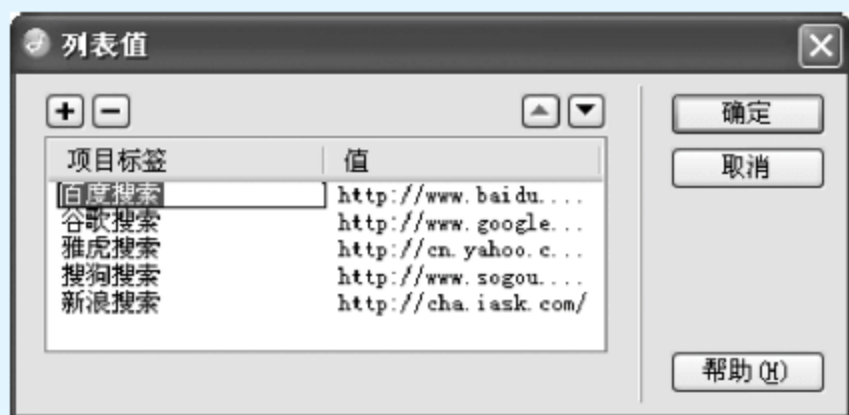 列表值
确定
取消
项目标签 值
百度搜索 http://www.baidu....
谷歌搜索 http://www.google...
雅虎搜索 http://cn.yahoo.c...
搜狗搜索 http://www.sogou....
新浪搜索 http://cha.iask.com/
帮助(H)